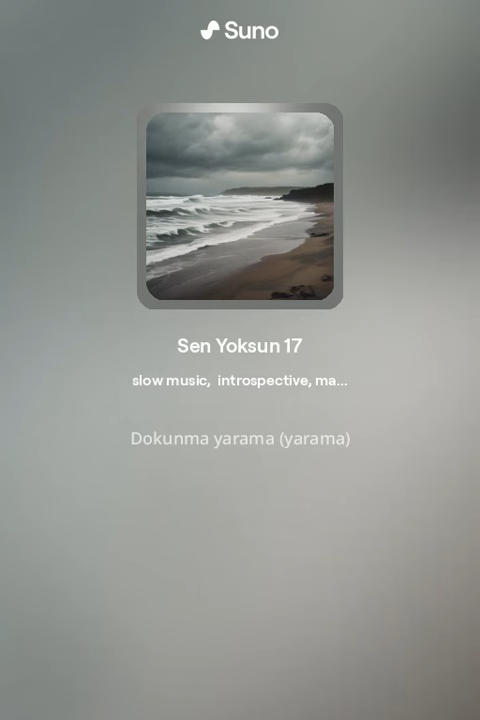 Suno
Sen Yoksun 17
slow music, introspective, ma...
Dokunma yarama (yarama)